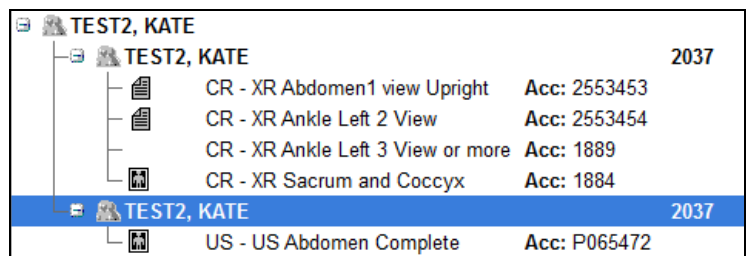 TEST2, KATE
TEST2, KATE 2037
CR - XR Abdomen1 view Upright Acc: 2553453
CR - XR Ankle Left 2 View Acc: 2553454
CR - XR Ankle Left 3 View or more Acc: 1889
CR - XR Sacrum and Coccyx Acc: 1884
TEST2, KATE 2037
US - US Abdomen Complete Acc: P065472